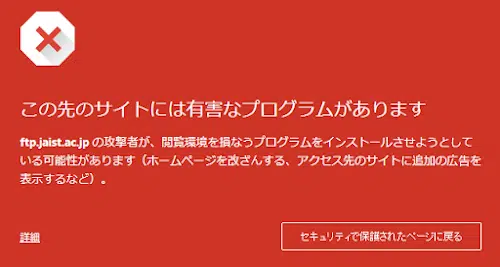 この先のサイトには有害なプログラムがあります
ftp.jaist.ac.jp の攻撃者が、閲覧環境を損なうプログラムをインストールさせようとして
いる可能性があります（ホームページを改ざんする、アクセス先のサイトに追加の広告を
表示するなど）。
詳細
セキュリティで保護されたページに戻る